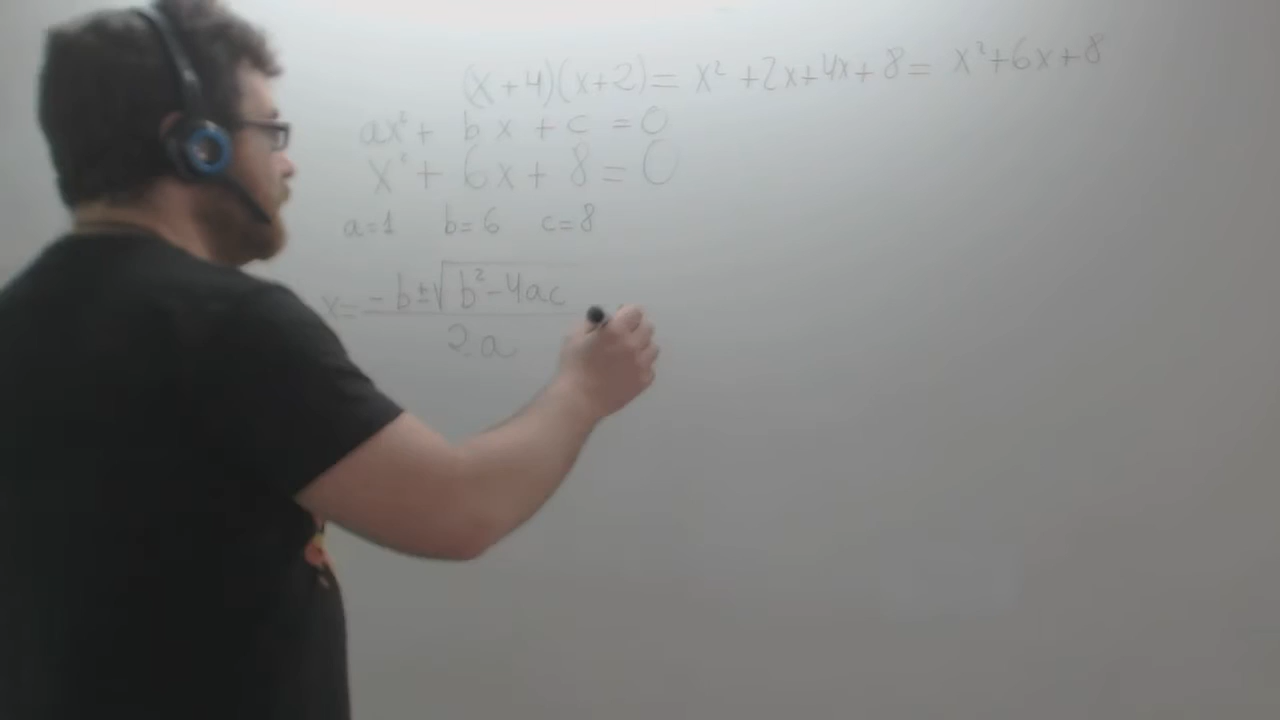 (x+4)(x+2)= x² +2x+4x+8= x²+6x+8
ax²+ bx +c =0
x²+ 6x+ 8=0
a=1 b=6 c=8
x= -b±√b²-4ac
2.a